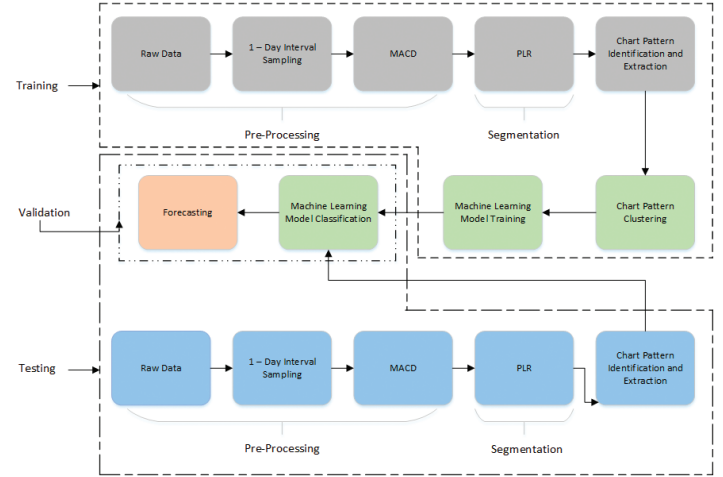 Training
Raw Data
1 – Day Interval
Sampling
MACD
PLR
Chart Pattern
Identification and
Extraction
Pre-Processing
Segmentation
Validation
Forecasting
Machine Learning
Model Classification
Machine Learning
Model Training
Chart Pattern
Clustering
Testing
Raw Data
1 – Day Interval
Sampling
MACD
PLR
Chart Pattern
Identification and
Extraction
Pre-Processing
Segmentation